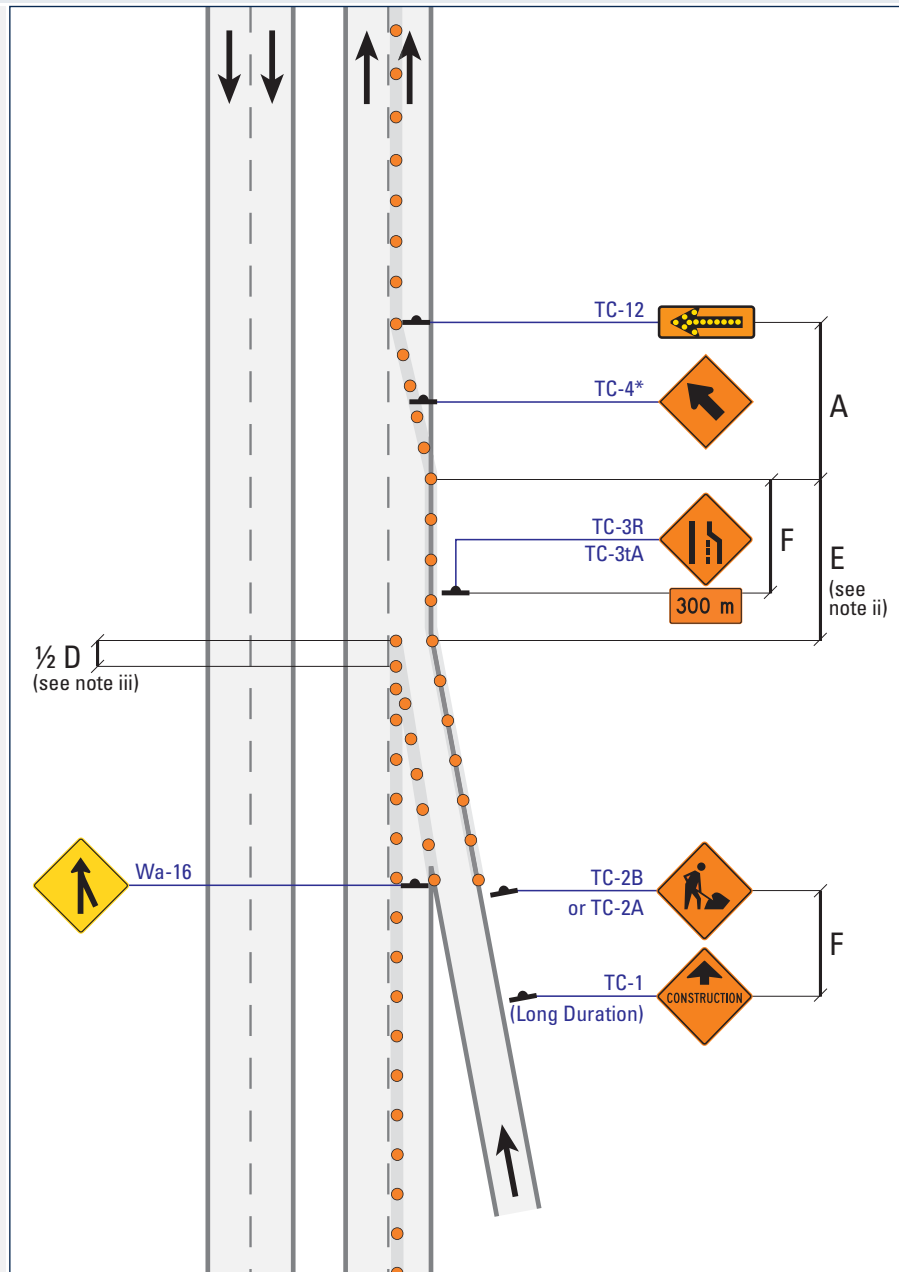 TC-12
TC-4*
A
TC-3R
TC-3tA
300 m
F
E
(see
note ii)
½ D
(see note iii)
Wa-16
TC-2B
or TC-2A
F
TC-1
(Long Duration)
CONSTRUCTION